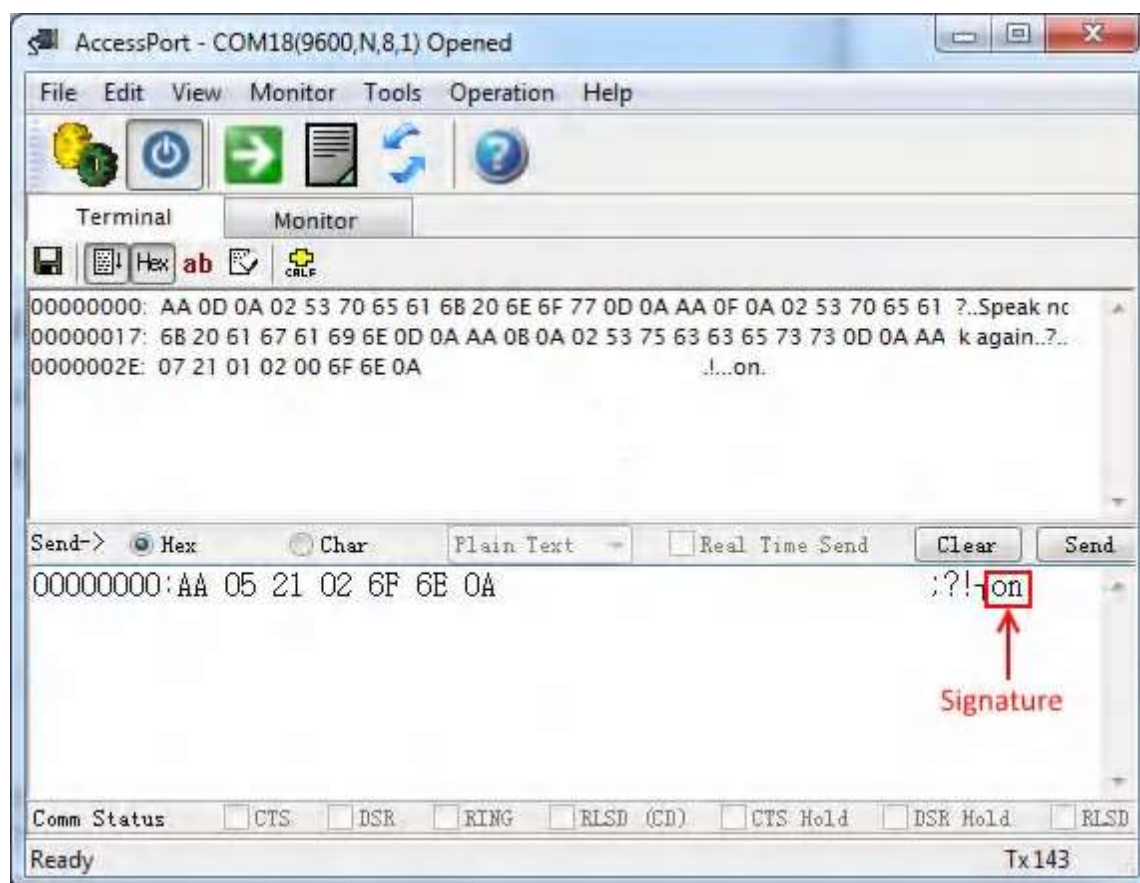 AccessPort - COM18(9600,N,8,1) Opened
File Edit View Monitor Tools Operation Help
Terminal Monitor
Hex ab CRLF
00000000: AA 0D 0A 02 53 70 65 61 6B 20 6E 6F 77 0D 0A AA 0F 0A 02 53 70 65 61 ?..Speak no
00000017: 6B 20 61 67 61 69 6E 0D 0A AA 0B 0A 02 53 75 63 63 65 73 73 0D 0A AA k again..?..
0000002E: 07 21 01 02 00 6F 6E 0A .!...on.
Send-> Hex Char Plain Text Real Time Send Clear Send
00000000:AA 05 21 02 6F 6E 0A ;?!┐on
Signature
Comm Status CTS DSR RING RLSD (CD) CTS Hold DSR Hold RLSD
Ready Tx 143